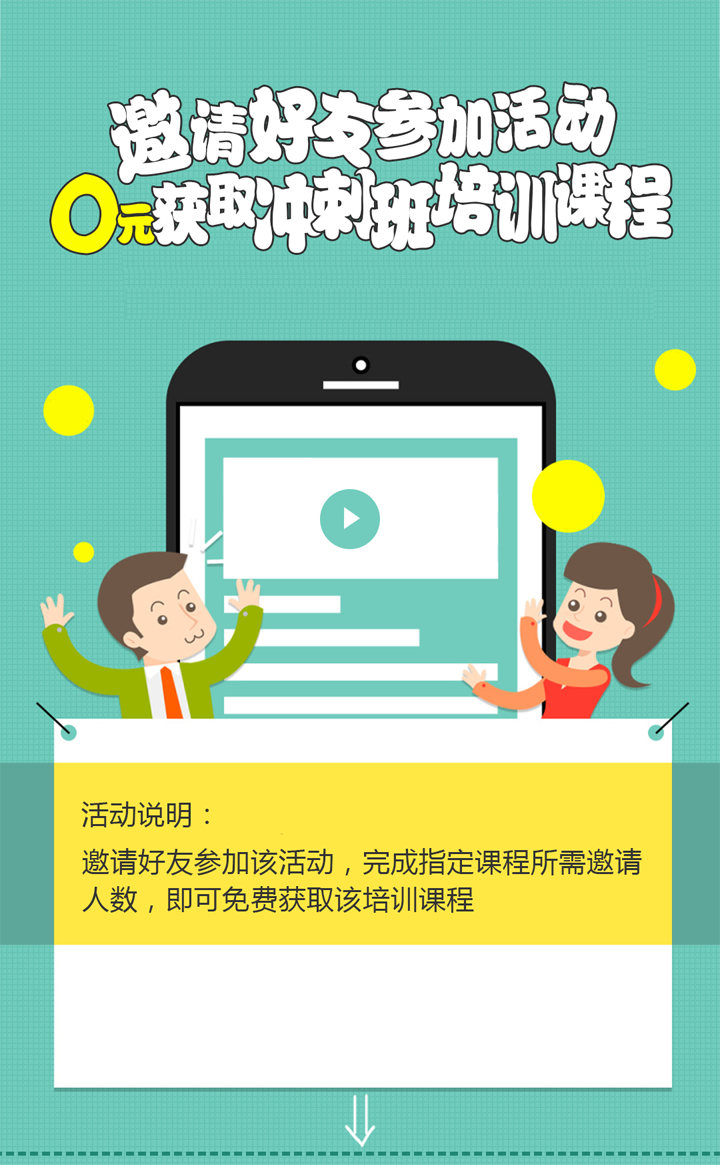 邀请好友参加活动
0元获取冲刺班培训课程
活动说明：
邀请好友参加该活动，完成指定课程所需邀请
人数，即可免费获取该培训课程